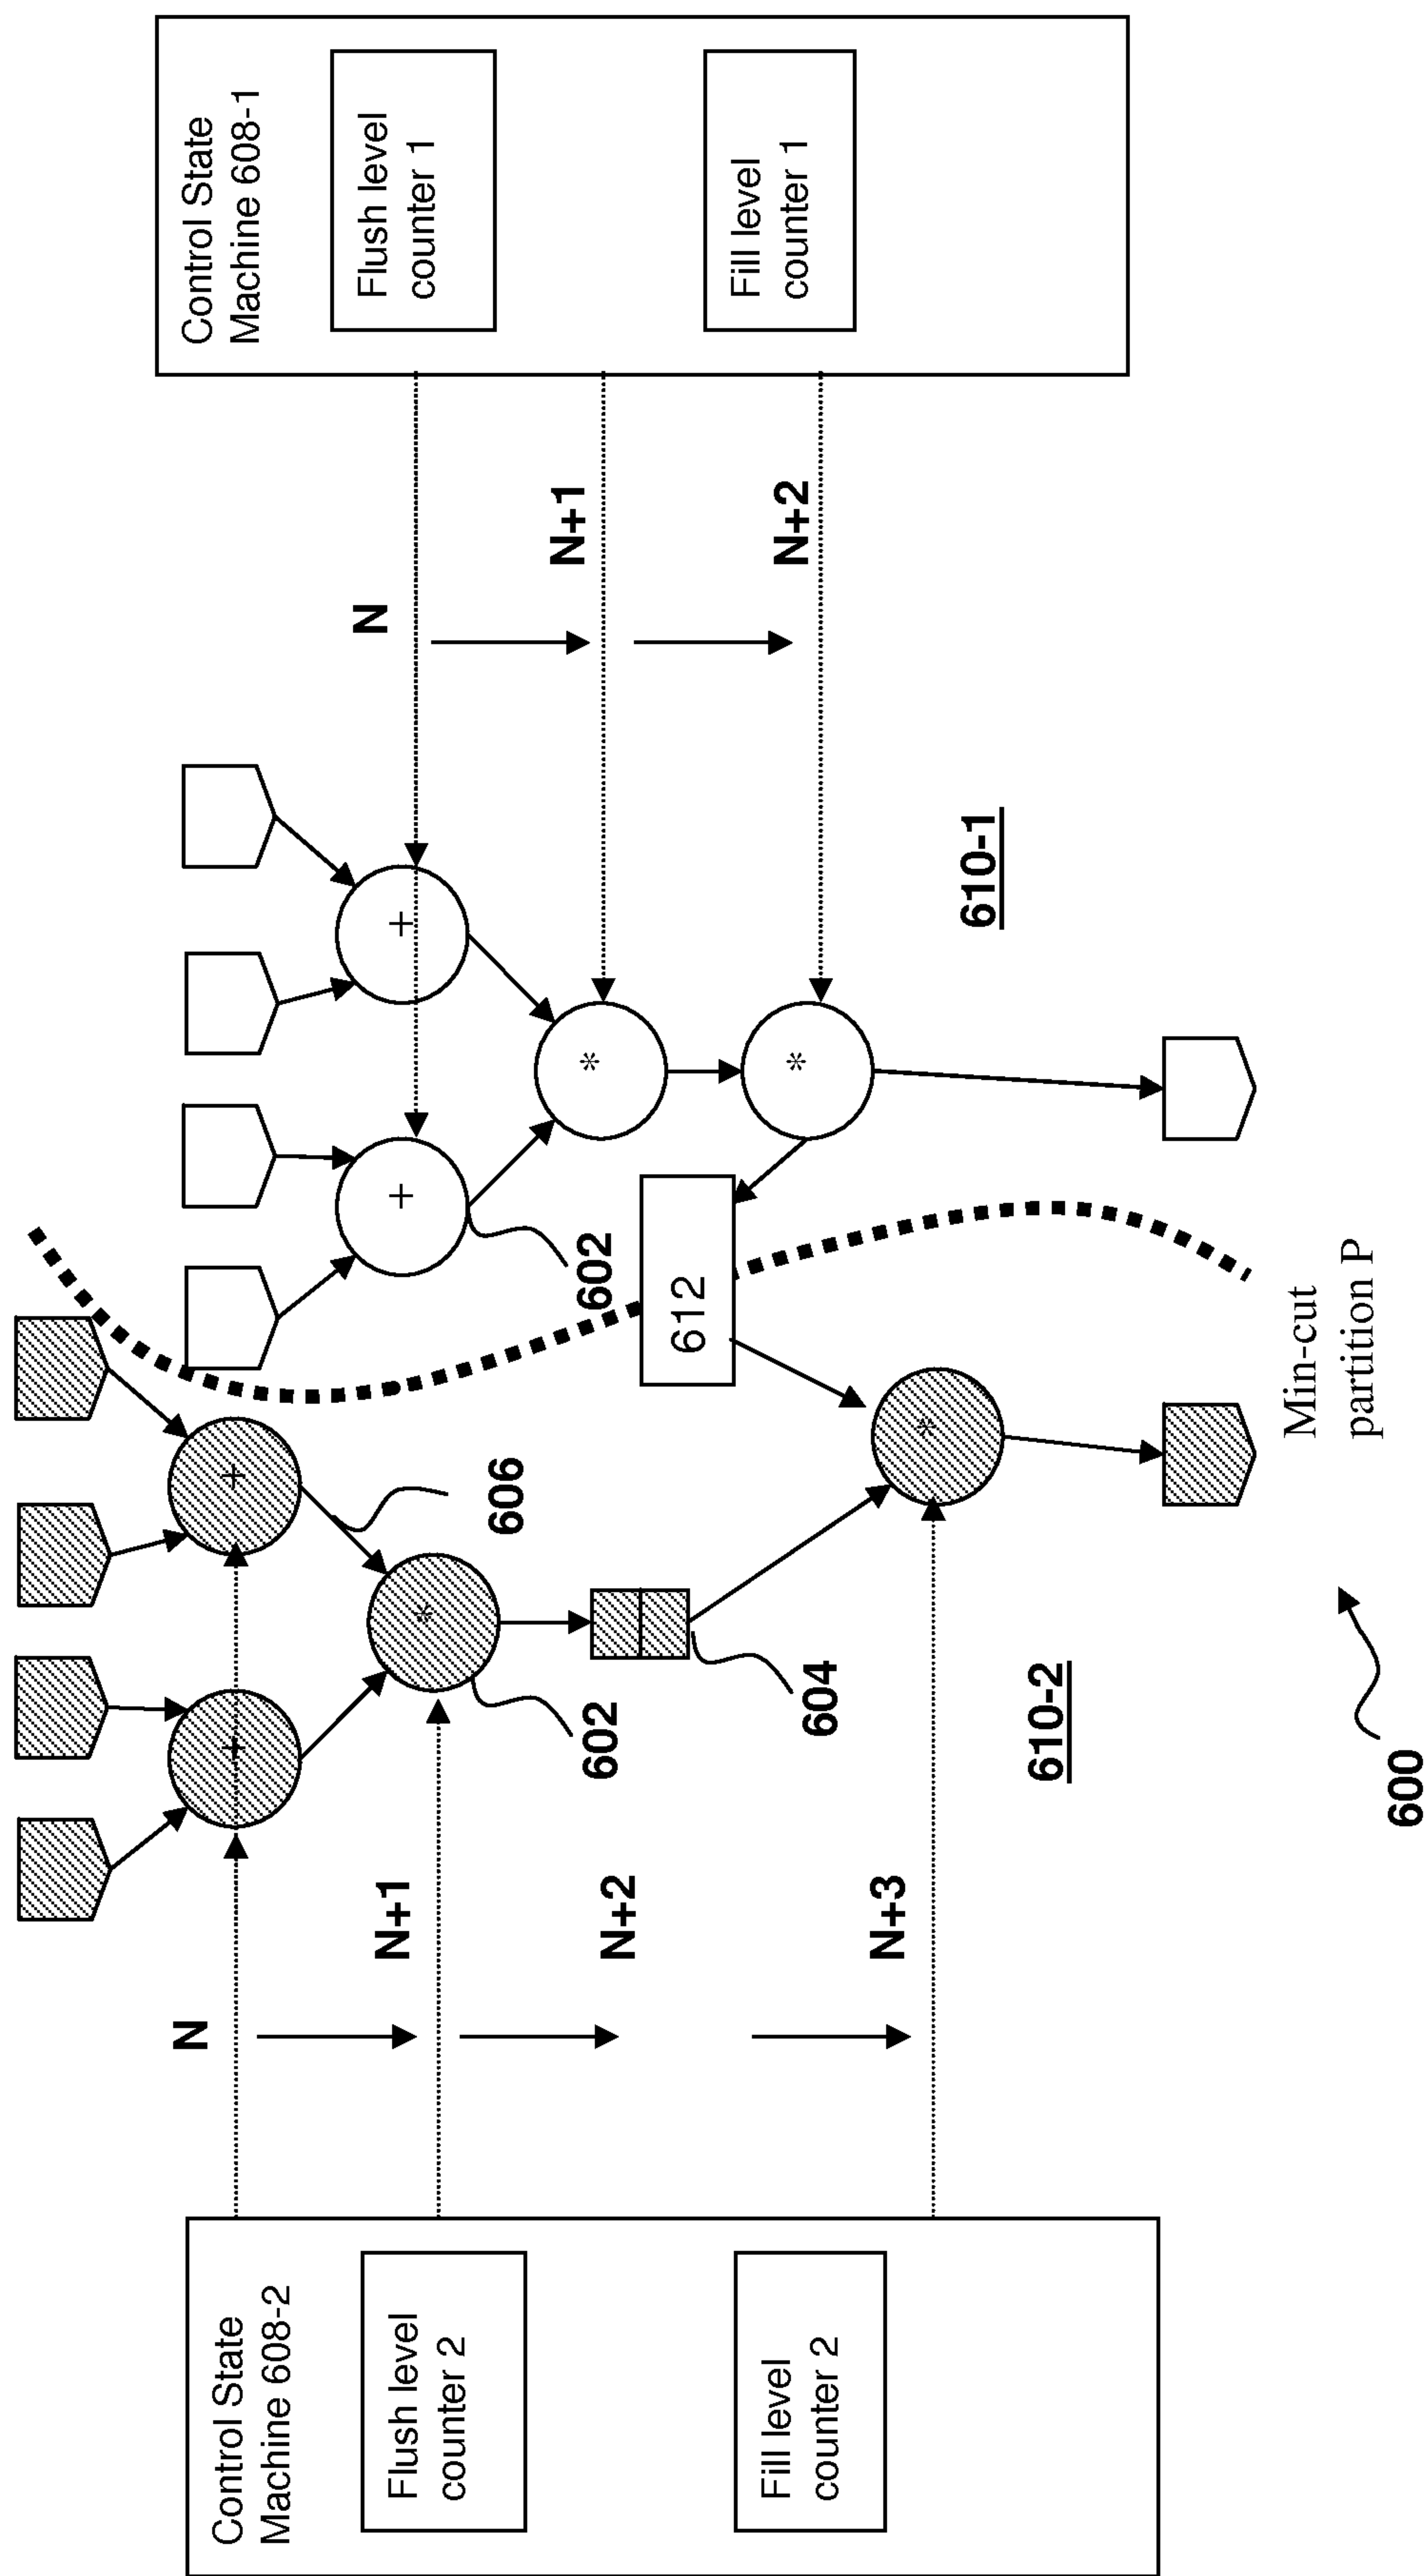 Control State
Machine 608-2
Flush level
counter 2
Fill level
counter 2
N
N+1
N+2
N+3
+
+
*
602
606
604
*
610-2
612
+
+
602
*
*
610-1
N
N+1
N+2
Control State
Machine 608-1
Flush level
counter 1
Fill level
counter 1
Min-cut
partition P
600